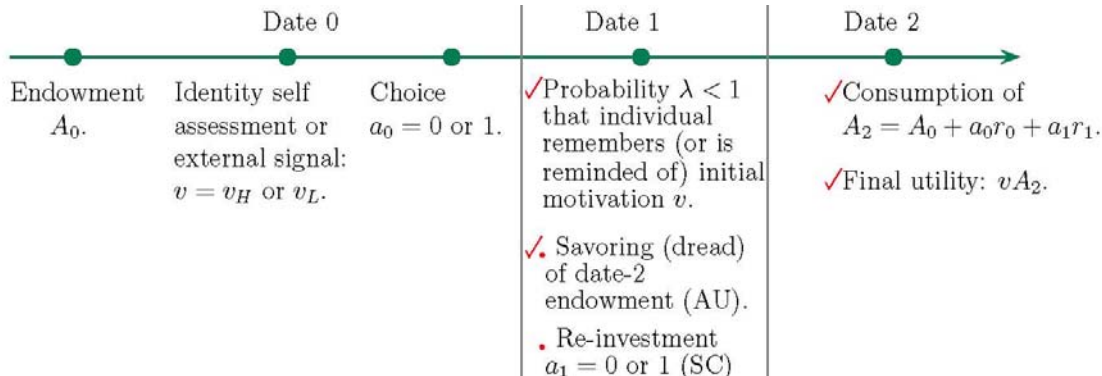 Date 0
Date 1
Date 2
Endowment
A₀.
Identity self
assessment or
external signal:
v = v_H or v_L.
Choice
a₀ = 0 or 1.
✓Probability λ < 1
that individual
remembers (or is
reminded of) initial
motivation v.
✓• Savoring (dread)
of date-2
endowment (AU).
• Re-investment
a₁ = 0 or 1 (SC)
✓Consumption of
A₂ = A₀ + a₀r₀ + a₁r₁.
✓Final utility: vA₂.